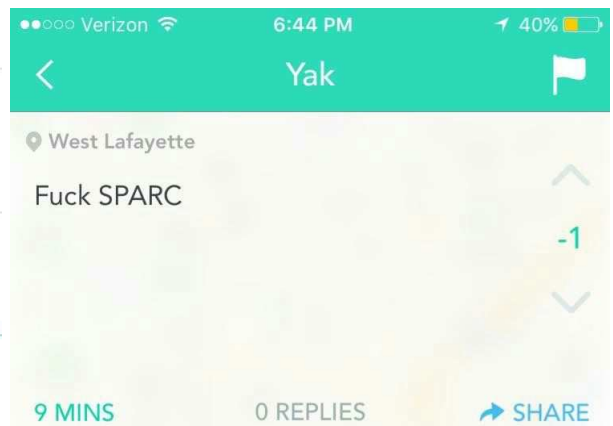 Verizon 6:44 PM 40%
Yak
West Lafayette
Fuck SPARC
-1
9 MINS 0 REPLIES SHARE